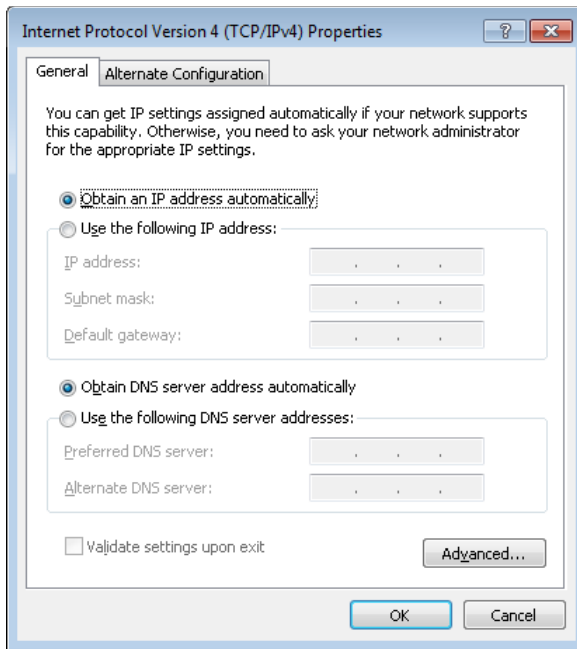 Internet Protocol Version 4 (TCP/IPv4) Properties
General
Alternate Configuration
You can get IP settings assigned automatically if your network supports
this capability. Otherwise, you need to ask your network administrator
for the appropriate IP settings.
Obtain an IP address automatically
Use the following IP address:
IP address:
Subnet mask:
Default gateway:
Obtain DNS server address automatically
Use the following DNS server addresses:
Preferred DNS server:
Alternate DNS server:
Validate settings upon exit
Advanced...
OK
Cancel